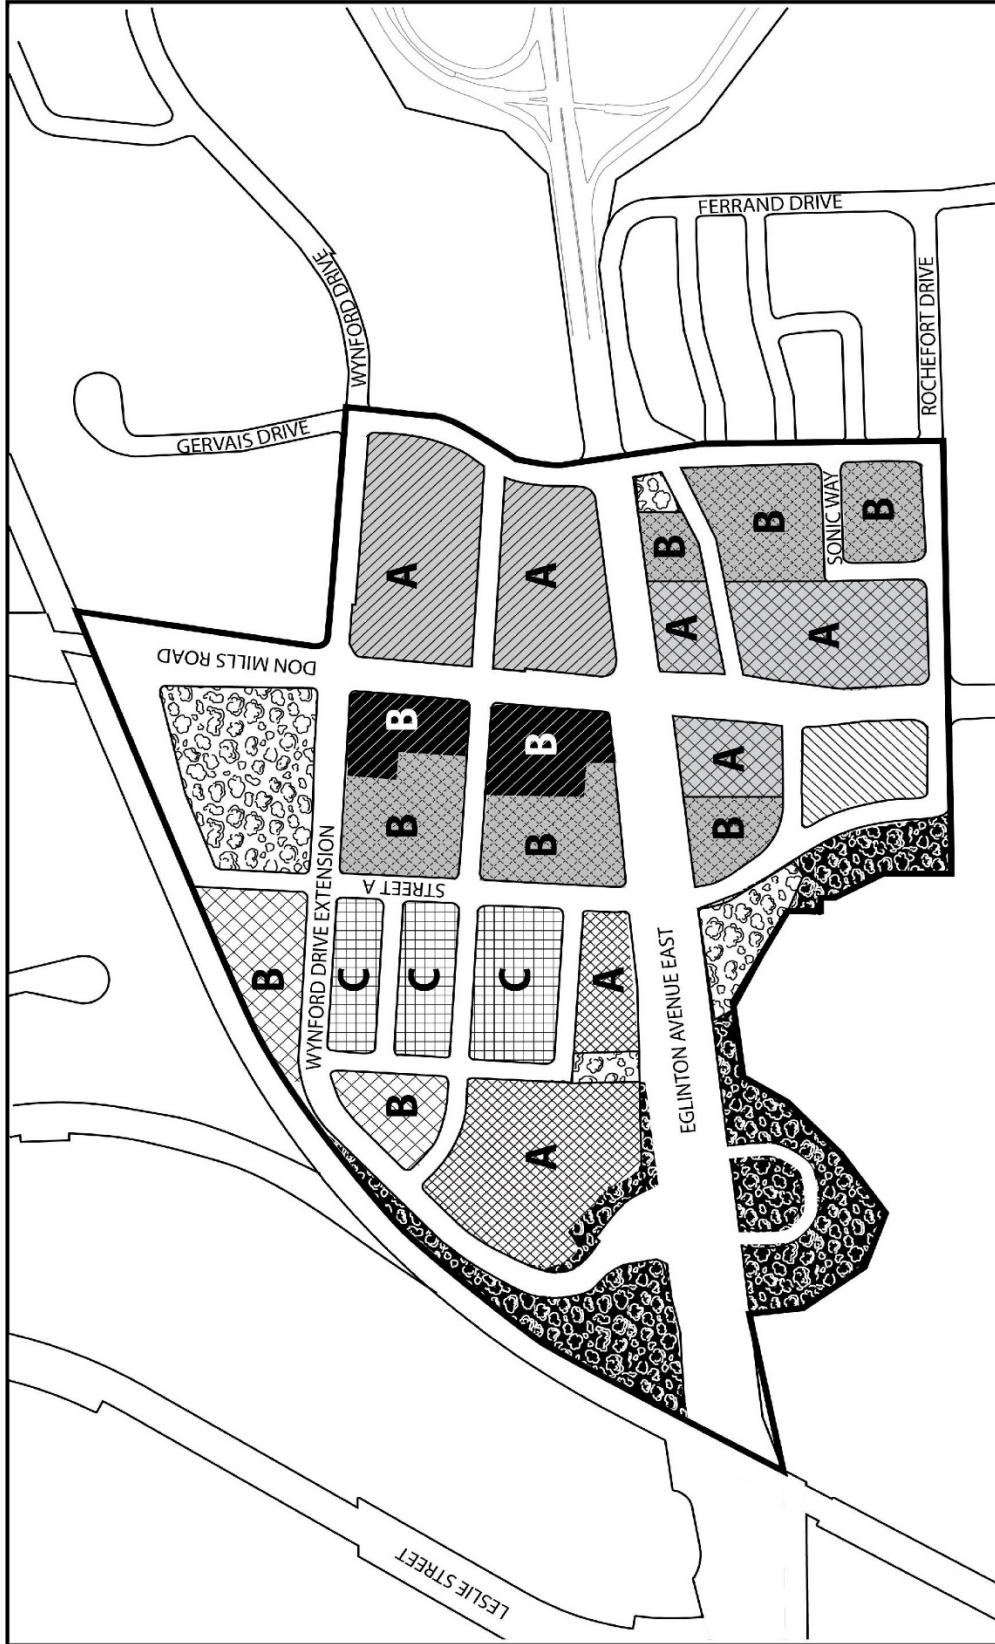 FERRAND DRIVE
WYNFORD DRIVE
ROCHEFORT DRIVE
GERVAIS DRIVE
A
A
B
B
SONIC WAY
B
A
A
DON MILLS ROAD
B
B
A
B
B
B
STREET A
WYNFORD DRIVE EXTENSION
B
C
C
C
A
EGLINTON AVENUE EAST
B
A
LESLIE STREET